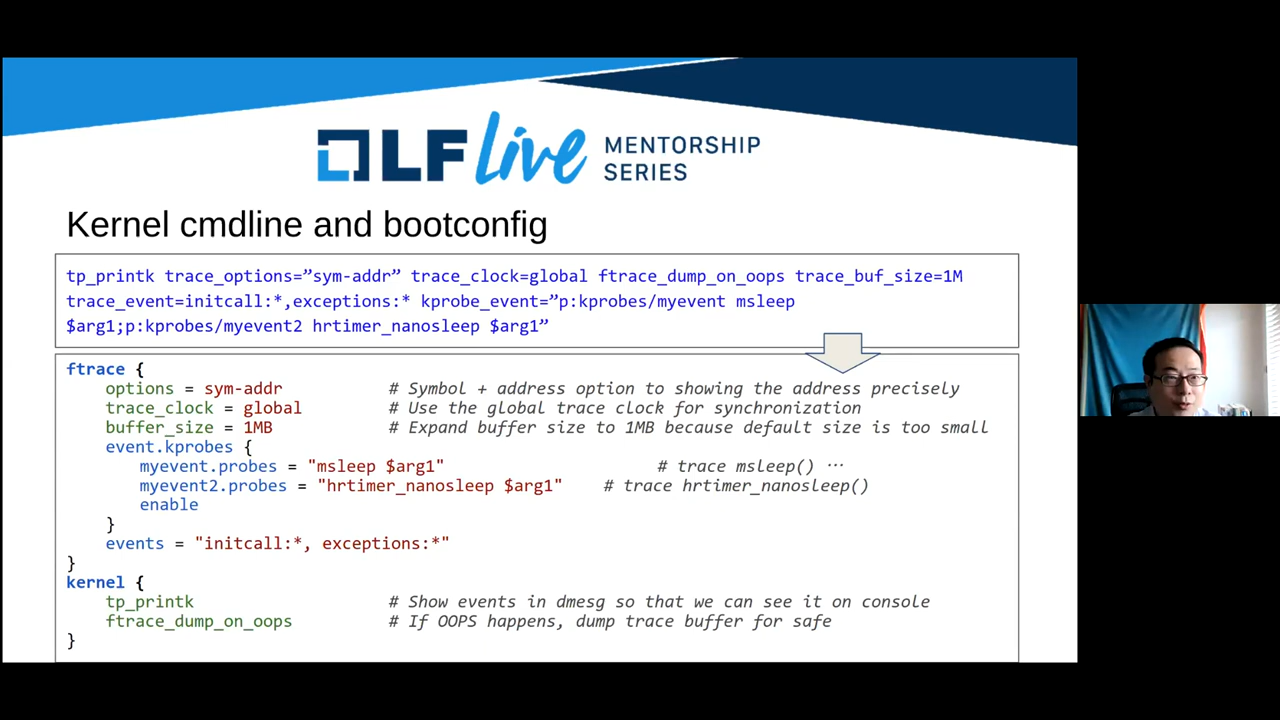 LF Live MENTORSHIP
SERIES
Kernel cmdline and bootconfig
tp_printk trace_options=”sym-addr” trace_clock=global ftrace_dump_on_oops trace_buf_size=1M
trace_event=initcall:*,exceptions:* kprobe_event=”p:kprobes/myevent msleep
$arg1;p:kprobes/myevent2 hrtimer_nanosleep $arg1”
ftrace {
options = sym-addr # Symbol + address option to showing the address precisely
trace_clock = global # Use the global trace clock for synchronization
buffer_size = 1MB # Expand buffer size to 1MB because default size is too small
event.kprobes {
myevent.probes = "msleep $arg1" # trace msleep() ⋯
myevent2.probes = "hrtimer_nanosleep $arg1" # trace hrtimer_nanosleep()
enable
}
events = "initcall:*, exceptions:*"
}
kernel {
tp_printk # Show events in dmesg so that we can see it on console
ftrace_dump_on_oops # If OOPS happens, dump trace buffer for safe
}